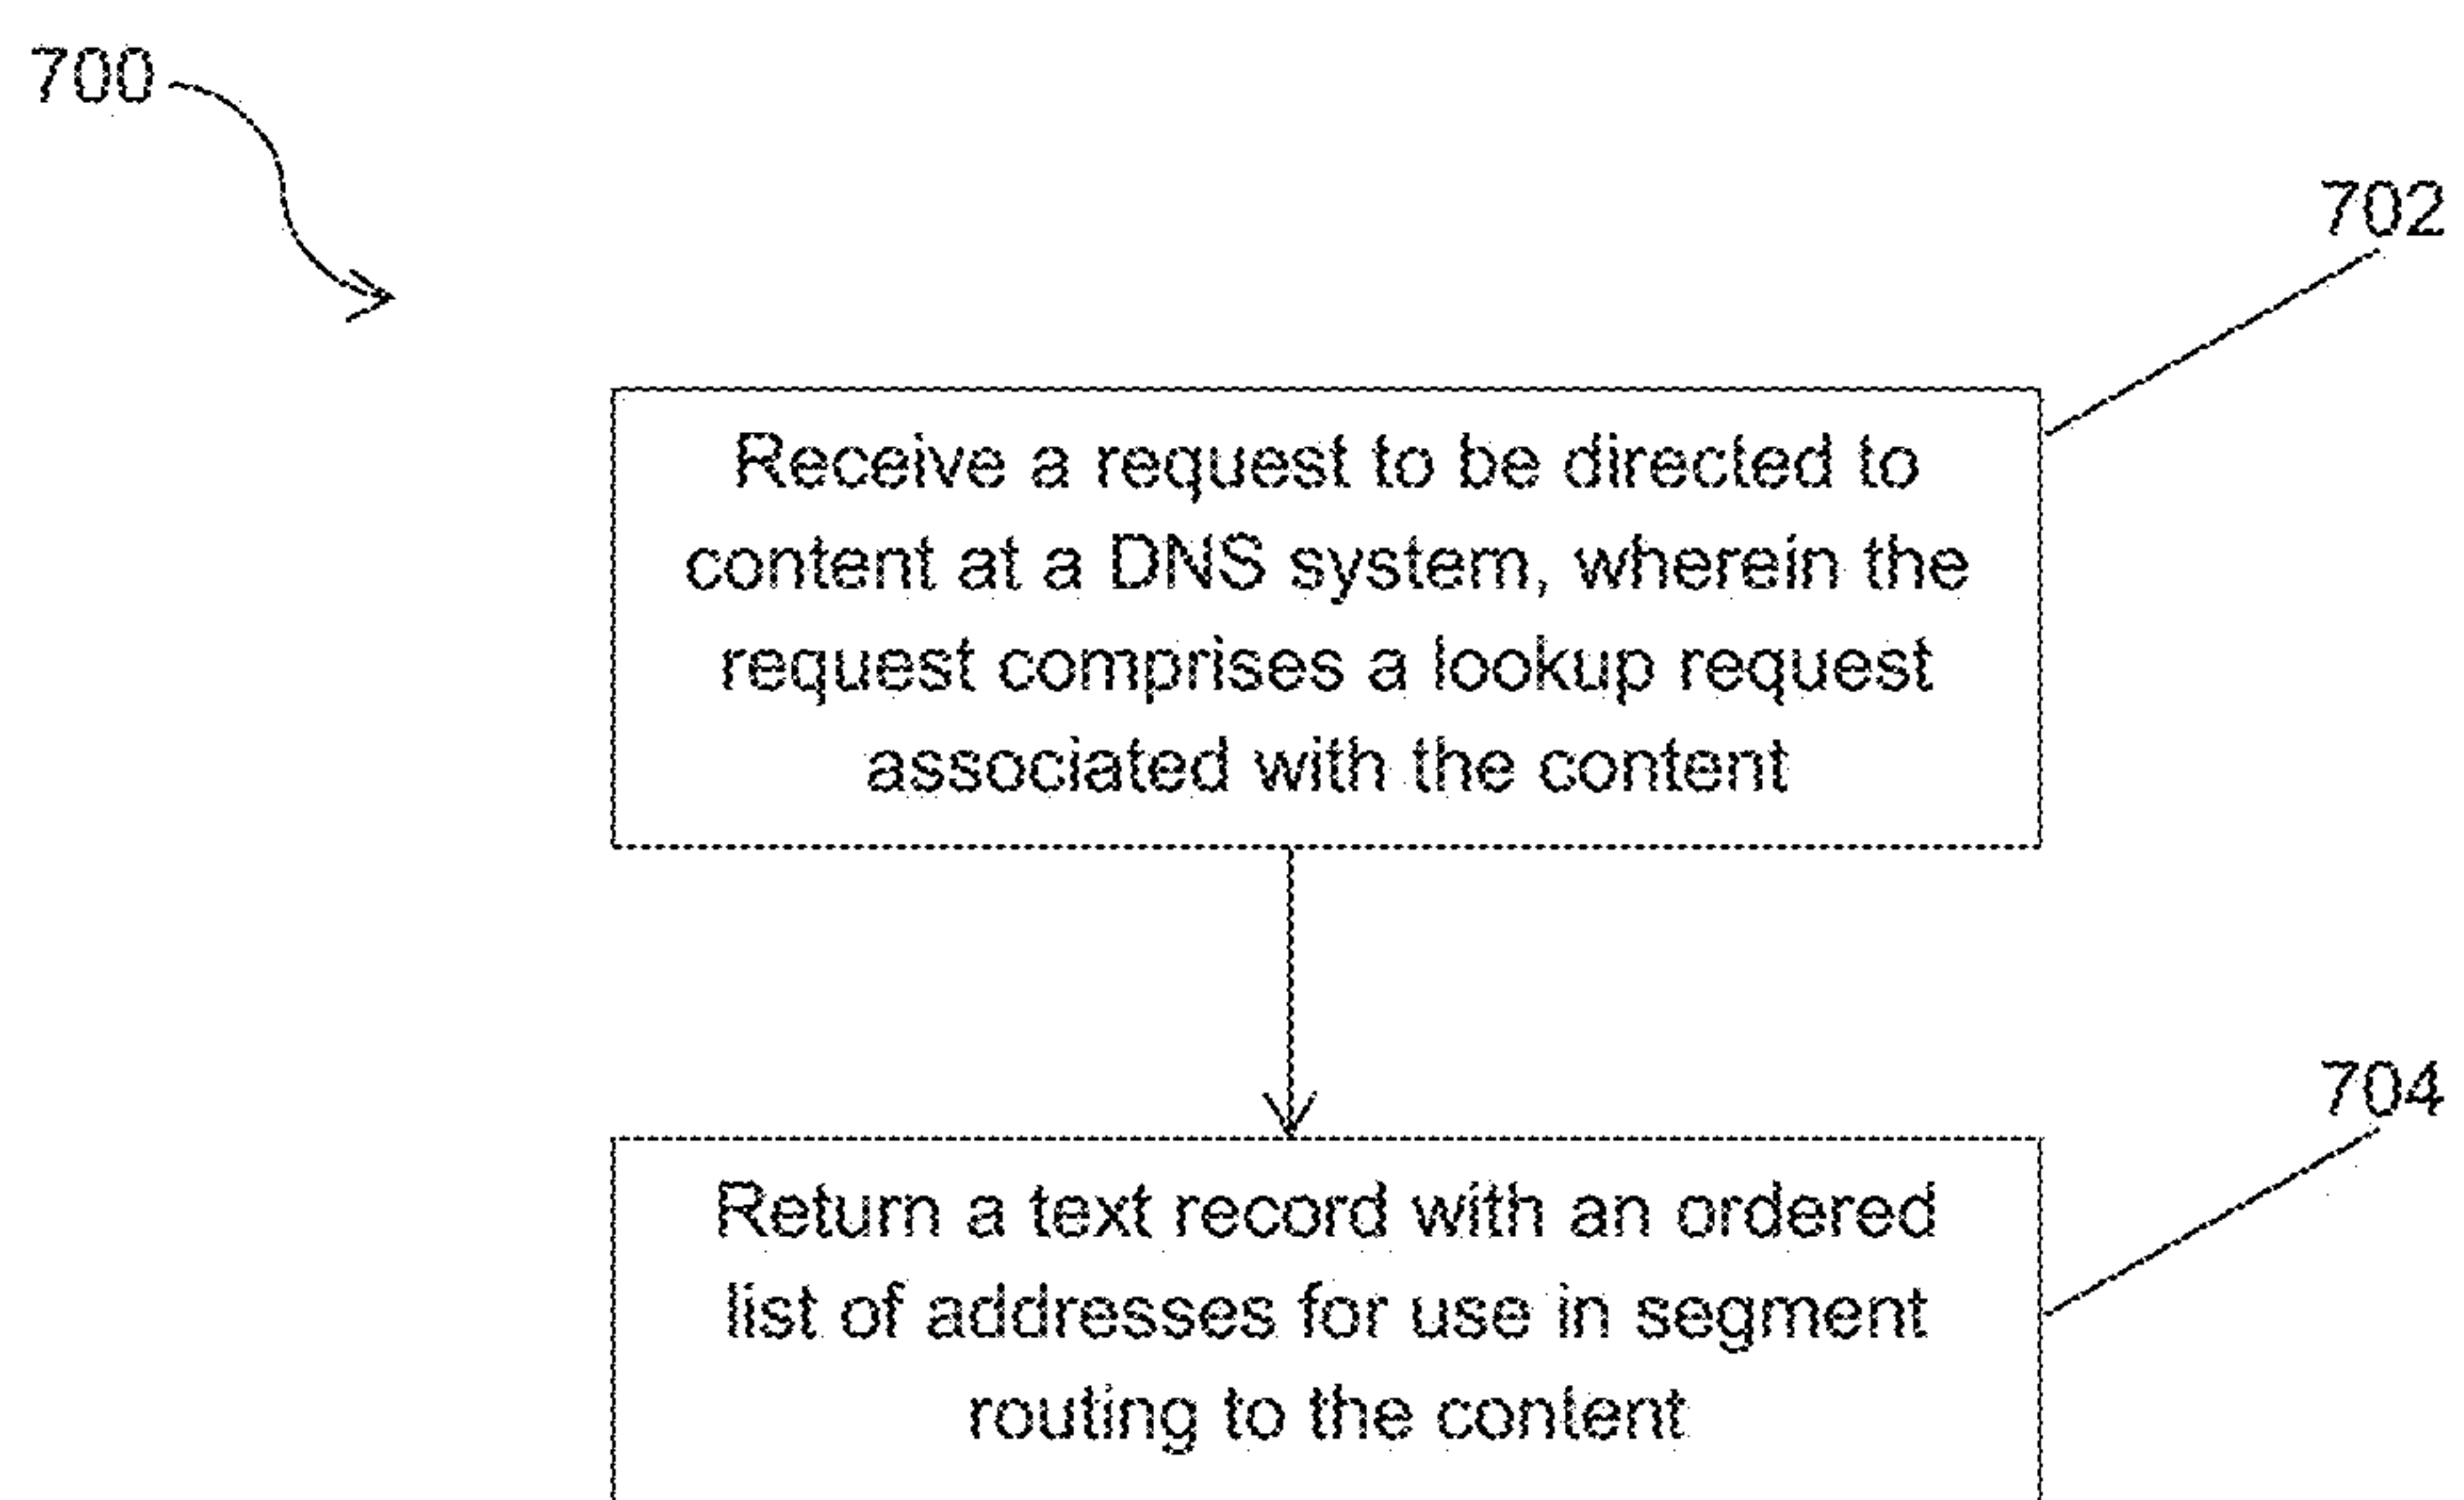 700
702
Receive a request to be directed to
content at a DNS system, wherein the
request comprises a lookup request
associated with the content
704
Return a text record with an ordered
list of addresses for use in segment
routing to the content